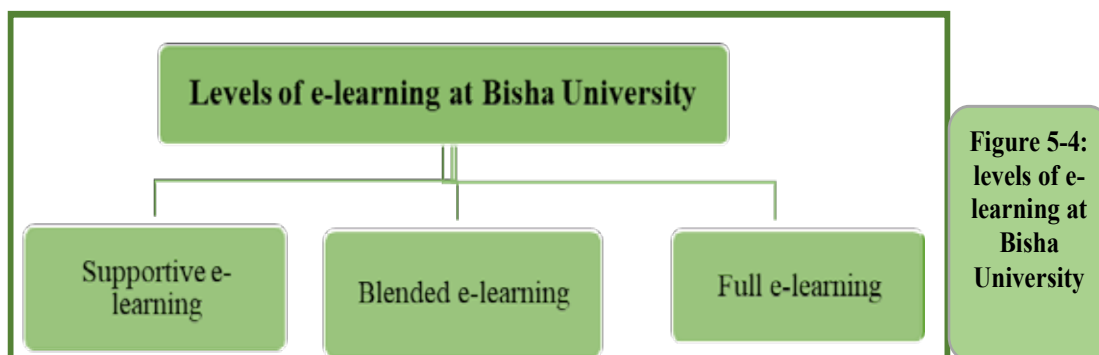 Levels of e-learning at Bisha University
Supportive e-
learning
Blended e-learning
Full e-learning
Figure 5-4:
levels of e-
learning at
Bisha
University